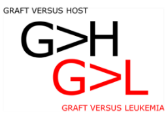 GRAFT VERSUS HOST
G>H
G>L
GRAFT VERSUS LEUKEMIA